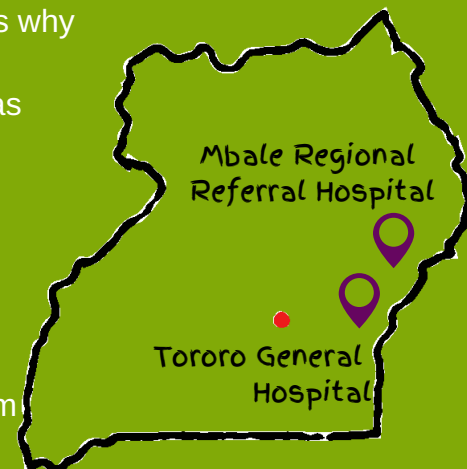 s why
as
Mbale Regional
Referral Hospital
Tororo General
Hospital
m